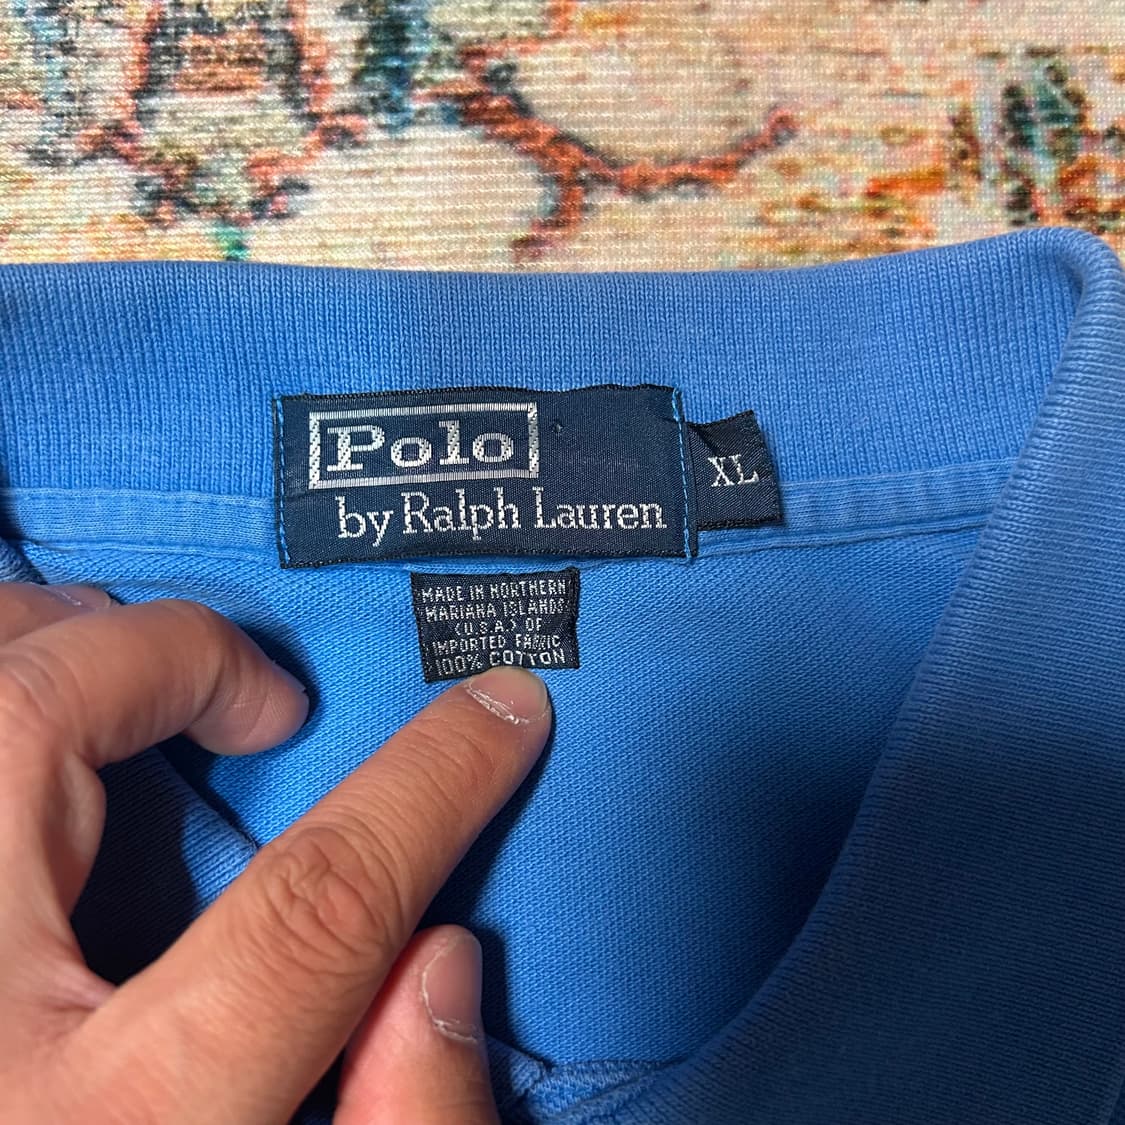 Polo
by Ralph Lauren
XL
MADE IN NORTHERN
MARIANA ISLANDS
(U.S.A.) OF
IMPORTED FABRIC
100% COTTON